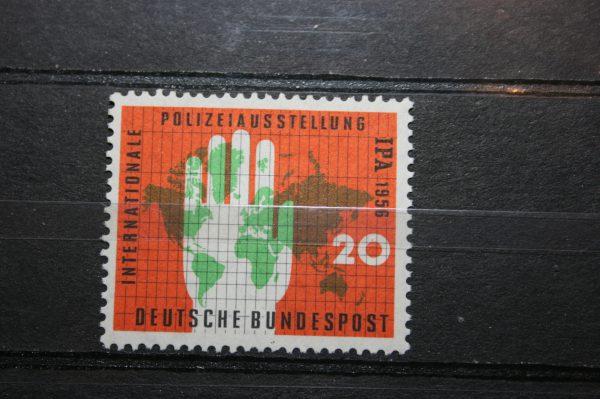 INTERNATIONALE
POLIZEIAUSSTELLUNG
IPA 1956
20
DEUTSCHE BUNDESPOST